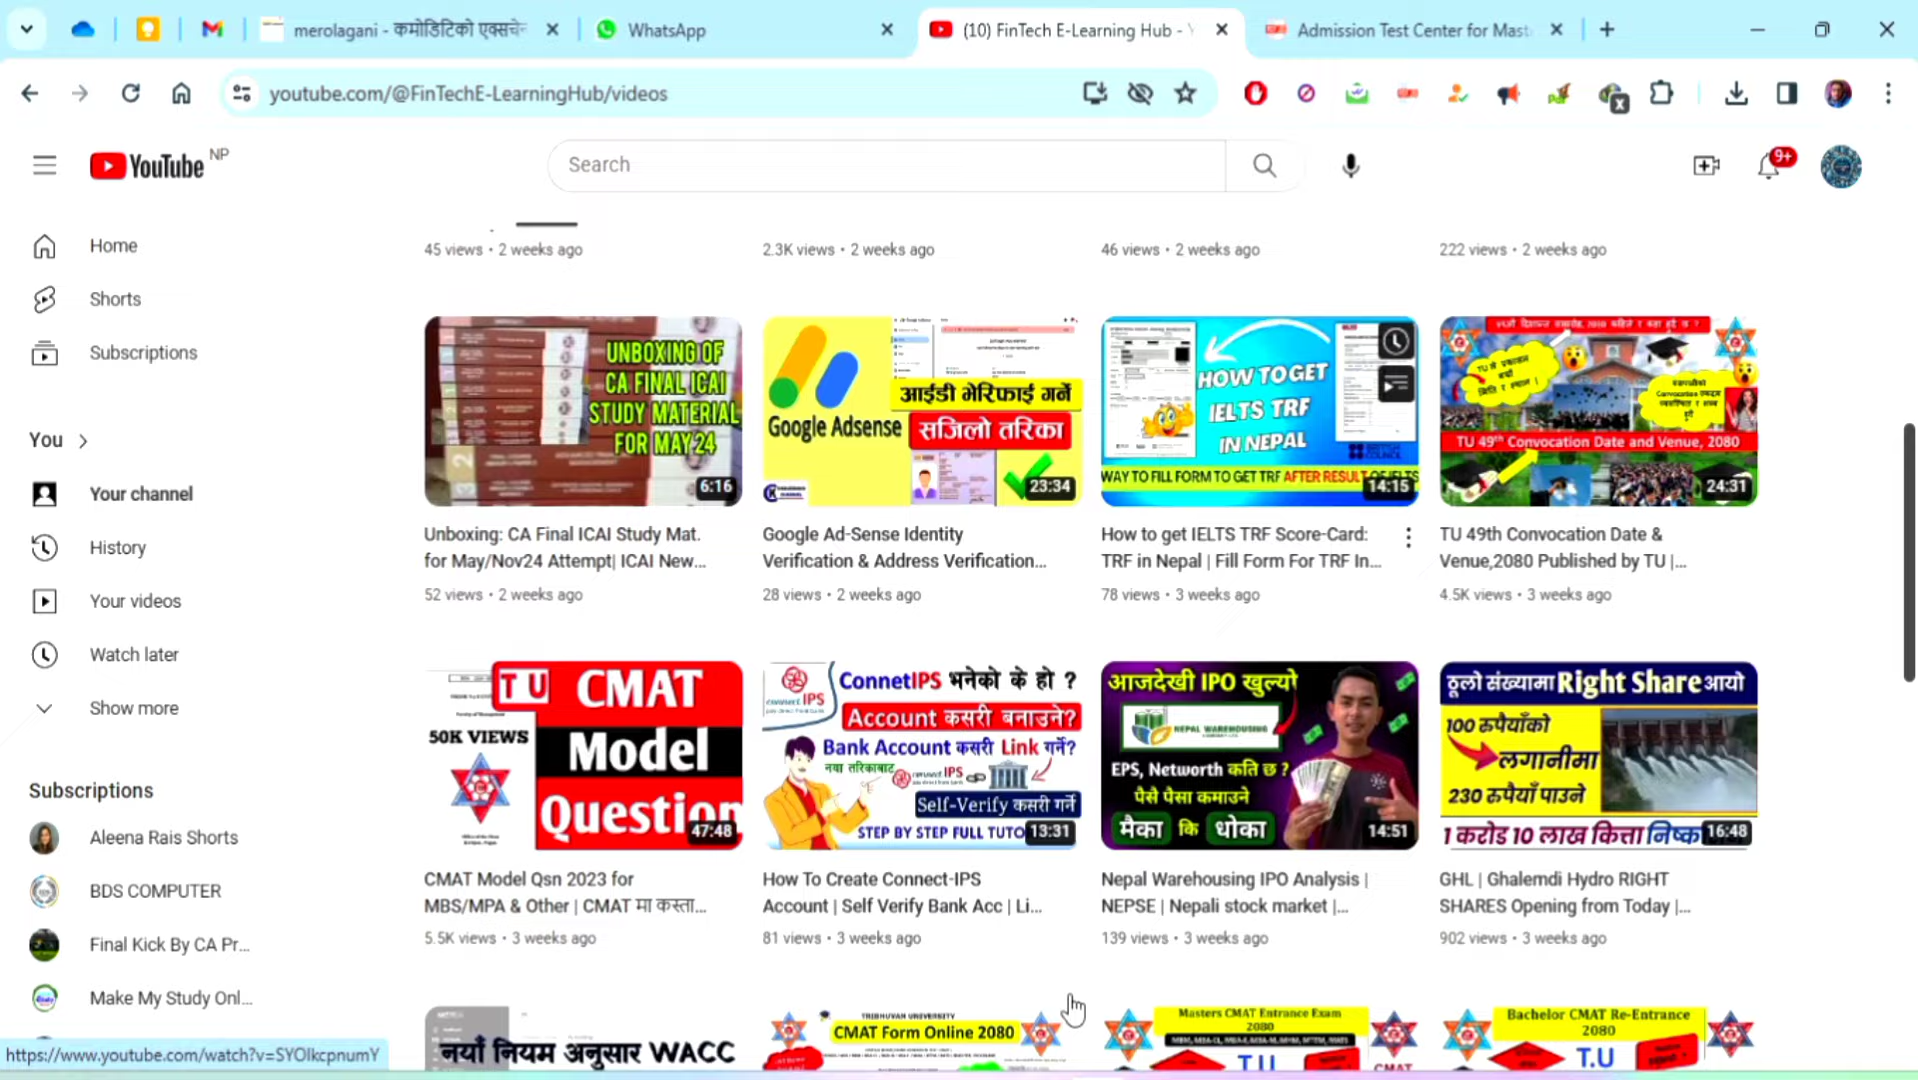 merolagani - कमोडिटिको एक्सचेन
WhatsApp
(10) FinTech E-Learning Hub -
Admission Test Center for Mast
youtube.com/@FinTechE-LearningHub/videos
YouTube NP
Search
9+
Home
Shorts
Subscriptions
You
Your channel
History
Your videos
Watch later
Show more
Subscriptions
Aleena Rais Shorts
BDS COMPUTER
Final Kick By CA Pr...
Make My Study Onl...
45 views • 2 weeks ago
2.3K views • 2 weeks ago
46 views • 2 weeks ago
222 views • 2 weeks ago
UNBOXING OF
CA FINAL ICAI
STUDY MATERIAL
FOR MAY 24
6:16
Unboxing: CA Final ICAI Study Mat.
for May/Nov24 Attempt| ICAI New...
52 views • 2 weeks ago
आईडी भेरिफाई गर्ने
Google Adsense
सजिलो तरिका
23:34
Google Ad-Sense Identity
Verification & Address Verification...
28 views • 2 weeks ago
HOW TO GET
IELTS TRF
IN NEPAL
BRITISH
COUNCIL
WAY TO FILL FORM TO GET TRF AFTER RESULT OF IELTS
14:15
How to get IELTS TRF Score-Card:
TRF in Nepal | Fill Form For TRF In...
78 views • 3 weeks ago
TU 49th Convocation Date and Venue, 2080
24:31
TU 49th Convocation Date &
Venue,2080 Published by TU |...
4.5K views • 3 weeks ago
TU CMAT
50K VIEWS
Model
Question
47:48
CMAT Model Qsn 2023 for
MBS/MPA & Other | CMAT मा कस्ता...
5.5K views • 3 weeks ago
ConnetIPS भनेको के हो ?
Account कसरी बनाउने?
Bank Account कसरी Link गर्ने?
नया तरिकाबाट
Self-Verify कसरी गर्ने
STEP BY STEP FULL TUTO
13:31
How To Create Connect-IPS
Account | Self Verify Bank Acc | Li...
81 views • 3 weeks ago
आजदेखी IPO खुल्यो
NEPAL WAREHOUSING
EPS, Networth कति छ ?
पैसै पैसा कमाउने
मैका कि धोका
14:51
Nepal Warehousing IPO Analysis |
NEPSE | Nepali stock market |...
139 views • 3 weeks ago
ठूलो संख्यामा Right Share आयो
100 रुपैयाँको
लगानीमा
230 रुपैयाँ पाउने
1 करोड 10 लाख कित्ता निष्का
16:48
GHL | Ghalemdi Hydro RIGHT
SHARES Opening from Today |...
902 views • 3 weeks ago
नयाँ नियम अनुसार WACC
TRIBHUVAN UNIVERSITY
CMAT Form Online 2080
Masters CMAT Entrance Exam
2080
T.U
CMAT
Bachelor CMAT Re-Entrance
2080
T.U
https://www.youtube.com/watch?v=SYOlkcpnumY